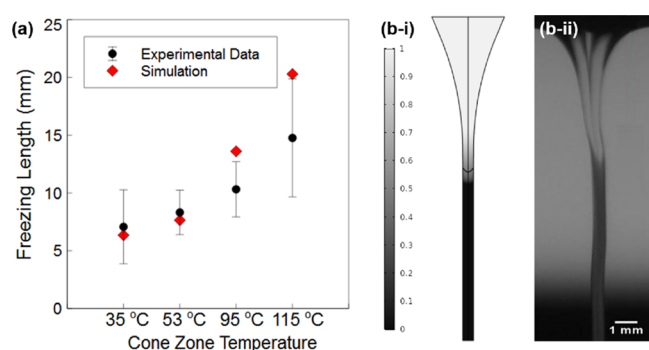 (a)
Freezing Length (mm)
25
20
15
10
5
0
Experimental Data
Simulation
35 °C 53 °C 95 °C 115 °C
Cone Zone Temperature
(b-i)
1
0.9
0.8
0.7
0.6
0.5
0.4
0.3
0.2
0.1
0
(b-ii)
1 mm